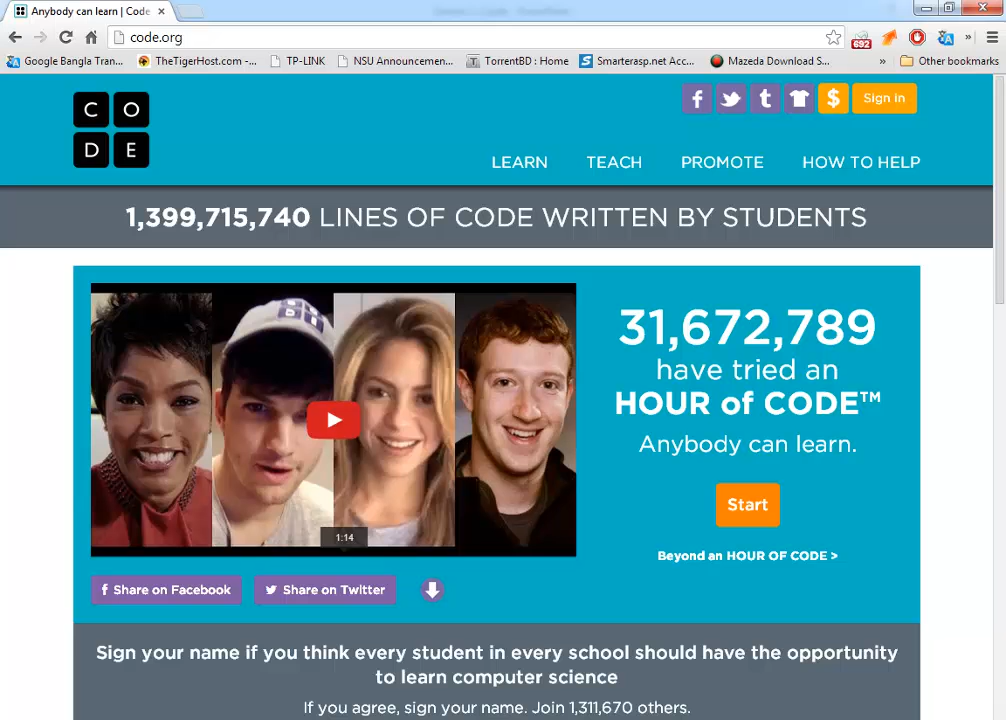 Anybody can learn | Code
code.org
692
Google Bangla Tran...
TheTigerHost.com -...
TP-LINK
NSU Announcemen...
TorrentBD : Home
Smarterasp.net Acc...
Mazeda Download S...
»
Other bookmarks
C O
D E
f
t
$
Sign in
LEARN
TEACH
PROMOTE
HOW TO HELP
1,399,715,740 LINES OF CODE WRITTEN BY STUDENTS
31,672,789
have tried an
HOUR of CODE™
Anybody can learn.
Start
Beyond an HOUR OF CODE >
1:14
f Share on Facebook
Share on Twitter
Sign your name if you think every student in every school should have the opportunity
to learn computer science
If you agree, sign your name. Join 1,311,670 others.